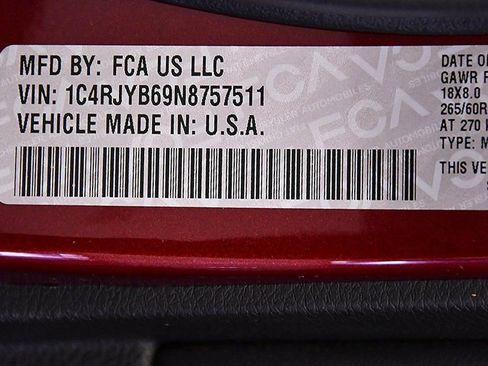 MFD BY: FCA US LLC
VIN: 1C4RJYB69N8757511
VEHICLE MADE IN: U.S.A.
DATE OF
GAWR F
18X8.0
265/60R
AT 270
TYPE: M
THIS VE
FCA